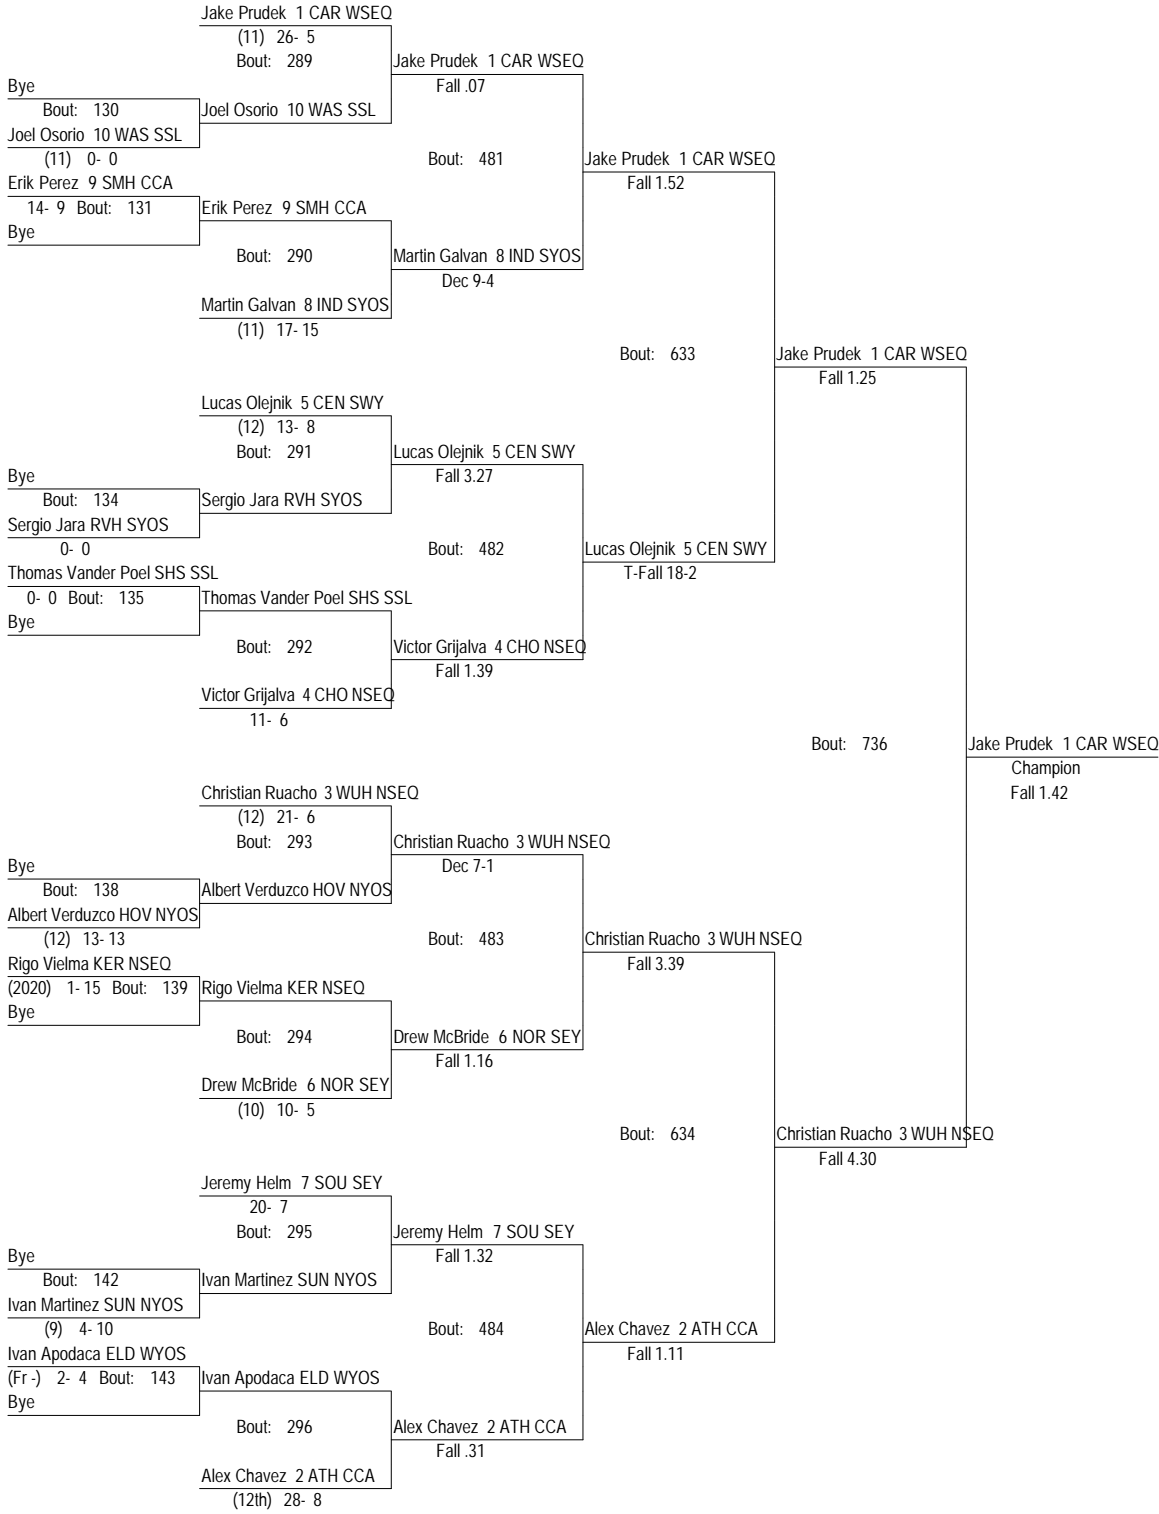 Jake Prudek 1 CAR WSEQ
(11) 26- 5
Bout: 289
Jake Prudek 1 CAR WSEQ
Bye
Fall .07
Bout: 130
Joel Osorio 10 WAS SSL
Joel Osorio 10 WAS SSL
(11) 0- 0
Bout: 481
Jake Prudek 1 CAR WSEQ
Erik Perez 9 SMH CCA
Fall 1.52
14- 9 Bout: 131
Erik Perez 9 SMH CCA
Bye
Bout: 290
Martin Galvan 8 IND SYOS
Dec 9-4
Martin Galvan 8 IND SYOS
(11) 17- 15
Bout: 633
Jake Prudek 1 CAR WSEQ
Fall 1.25
Lucas Olejnik 5 CEN SWY
(12) 13- 8
Bout: 291
Lucas Olejnik 5 CEN SWY
Bye
Fall 3.27
Bout: 134
Sergio Jara RVH SYOS
Sergio Jara RVH SYOS
0- 0
Bout: 482
Lucas Olejnik 5 CEN SWY
Thomas Vander Poel SHS SSL
T-Fall 18-2
0- 0 Bout: 135
Thomas Vander Poel SHS SSL
Bye
Bout: 292
Victor Grijalva 4 CHO NSEQ
Fall 1.39
Victor Grijalva 4 CHO NSEQ
11- 6
Bout: 736
Jake Prudek 1 CAR WSEQ
Champion
Fall 1.42
Christian Ruacho 3 WUH NSEQ
(12) 21- 6
Bout: 293
Christian Ruacho 3 WUH NSEQ
Bye
Dec 7-1
Bout: 138
Albert Verduzco HOV NYOS
Albert Verduzco HOV NYOS
(12) 13- 13
Bout: 483
Christian Ruacho 3 WUH NSEQ
Rigo Vielma KER NSEQ
Fall 3.39
(2020) 1- 15 Bout: 139
Rigo Vielma KER NSEQ
Bye
Bout: 294
Drew McBride 6 NOR SEY
Fall 1.16
Drew McBride 6 NOR SEY
(10) 10- 5
Bout: 634
Christian Ruacho 3 WUH NSEQ
Fall 4.30
Jeremy Helm 7 SOU SEY
20- 7
Bout: 295
Jeremy Helm 7 SOU SEY
Bye
Fall 1.32
Bout: 142
Ivan Martinez SUN NYOS
Ivan Martinez SUN NYOS
(9) 4- 10
Bout: 484
Alex Chavez 2 ATH CCA
Ivan Apodaca ELD WYOS
Fall 1.11
(Fr -) 2- 4 Bout: 143
Ivan Apodaca ELD WYOS
Bye
Bout: 296
Alex Chavez 2 ATH CCA
Fall .31
Alex Chavez 2 ATH CCA
(12th) 28- 8